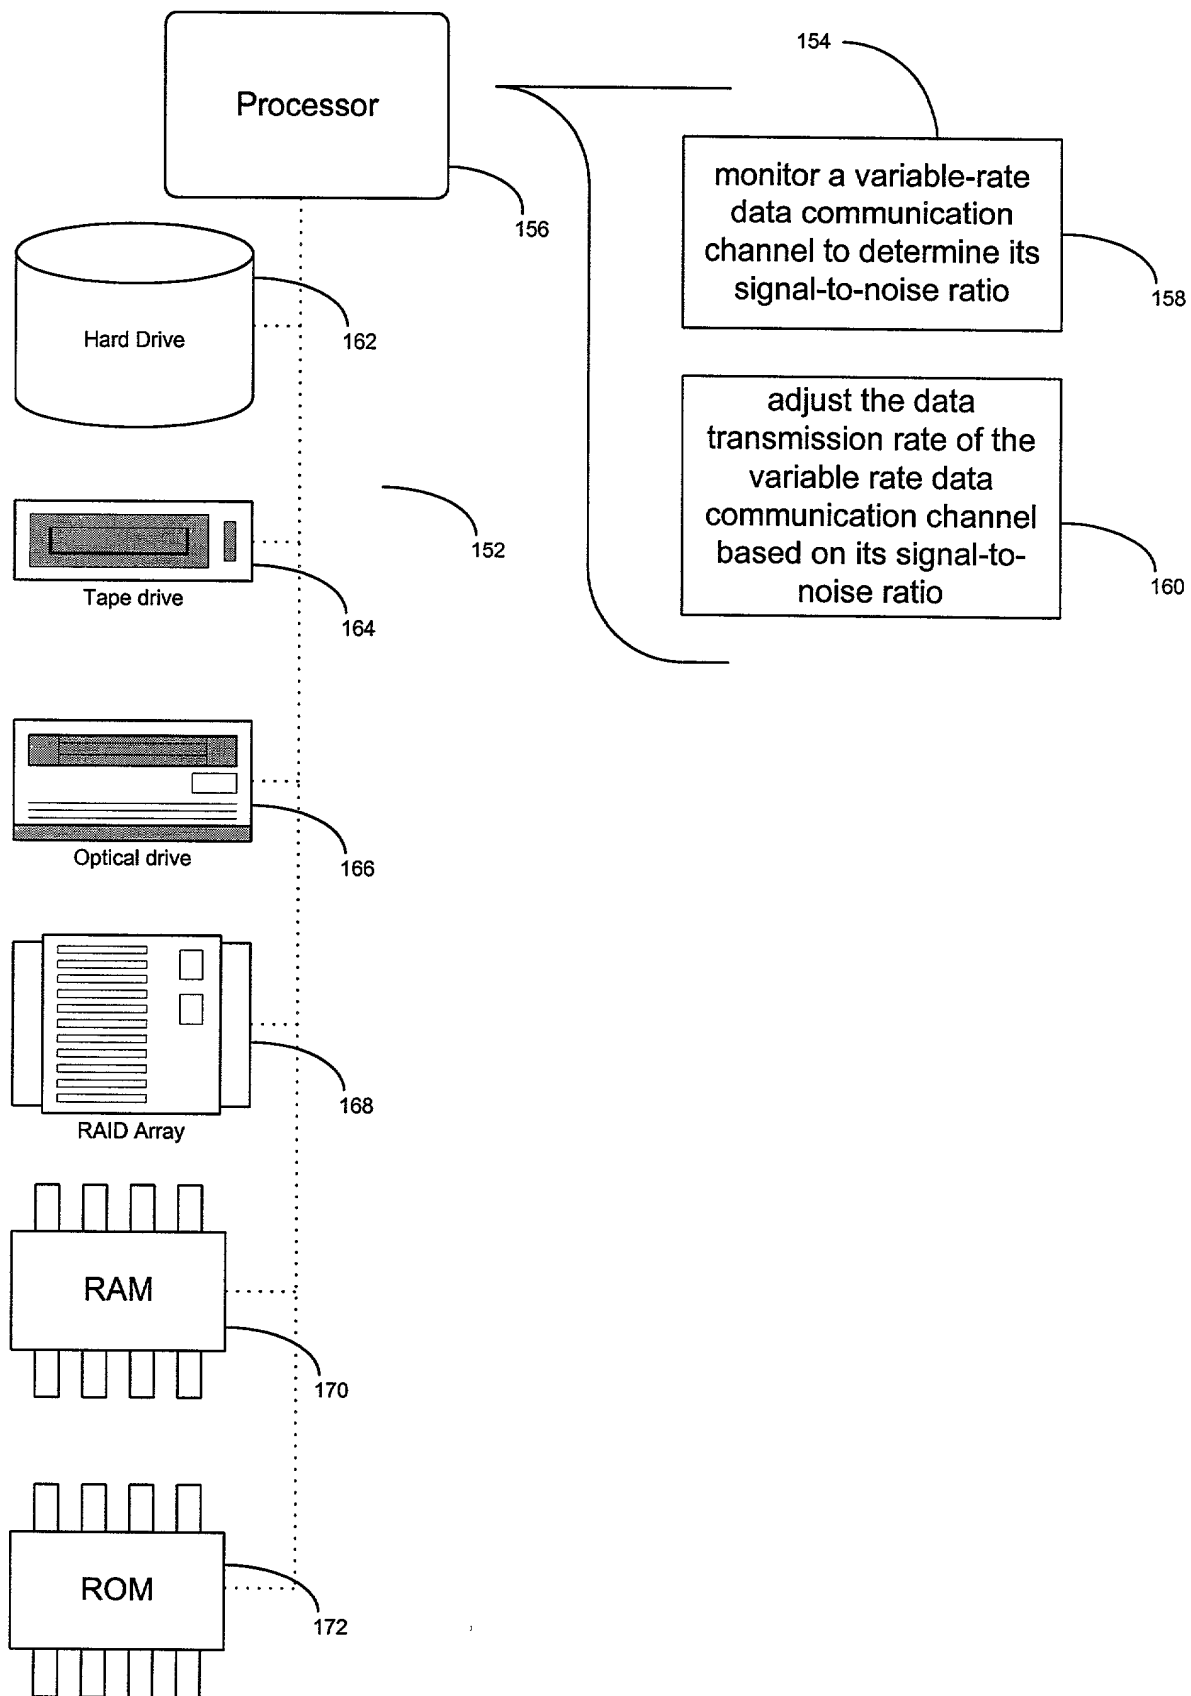 Processor
156
Hard Drive
162
152
Tape drive
164
Optical drive
166
RAID Array
168
RAM
170
ROM
172
154
monitor a variable-rate
data communication
channel to determine its
signal-to-noise ratio
158
adjust the data
transmission rate of the
variable rate data
communication channel
based on its signal-to-
noise ratio
160